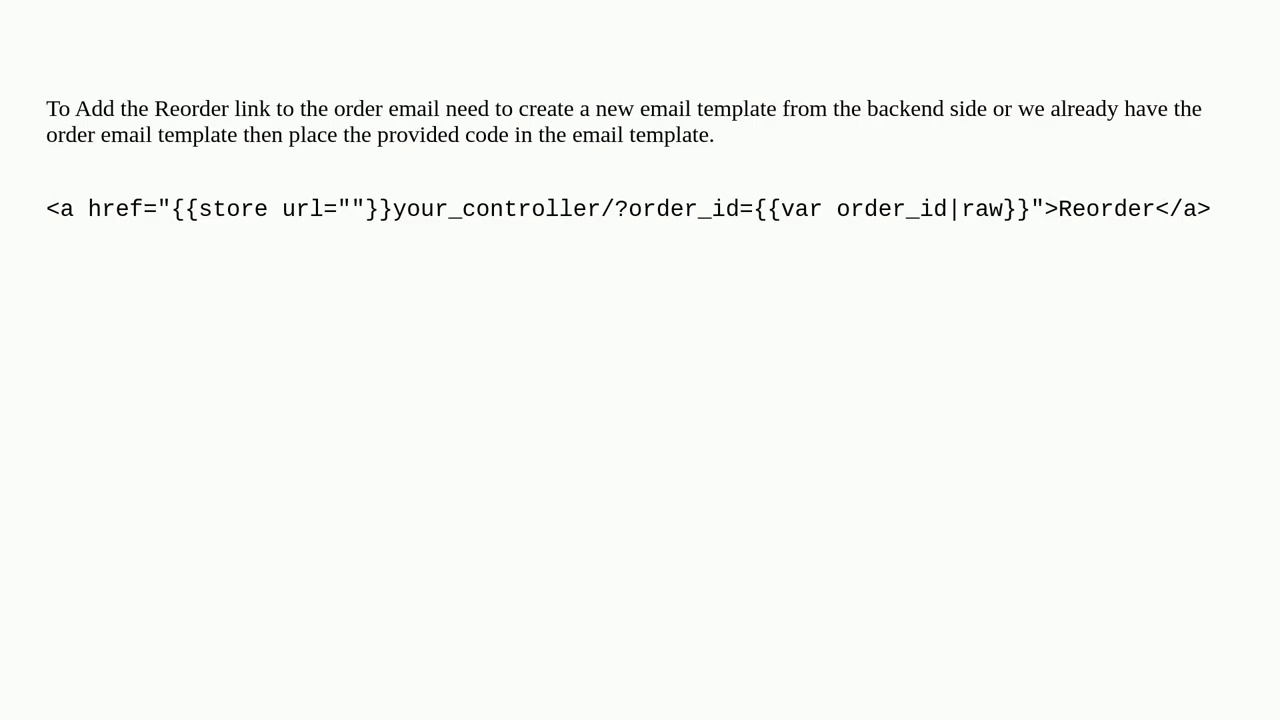 To Add the Reorder link to the order email need to create a new email template from the backend side or we already have the
order email template then place the provided code in the email template.
<a href="{{store url=""}}your_controller/?order_id={{var order_id|raw}}">Reorder</a>